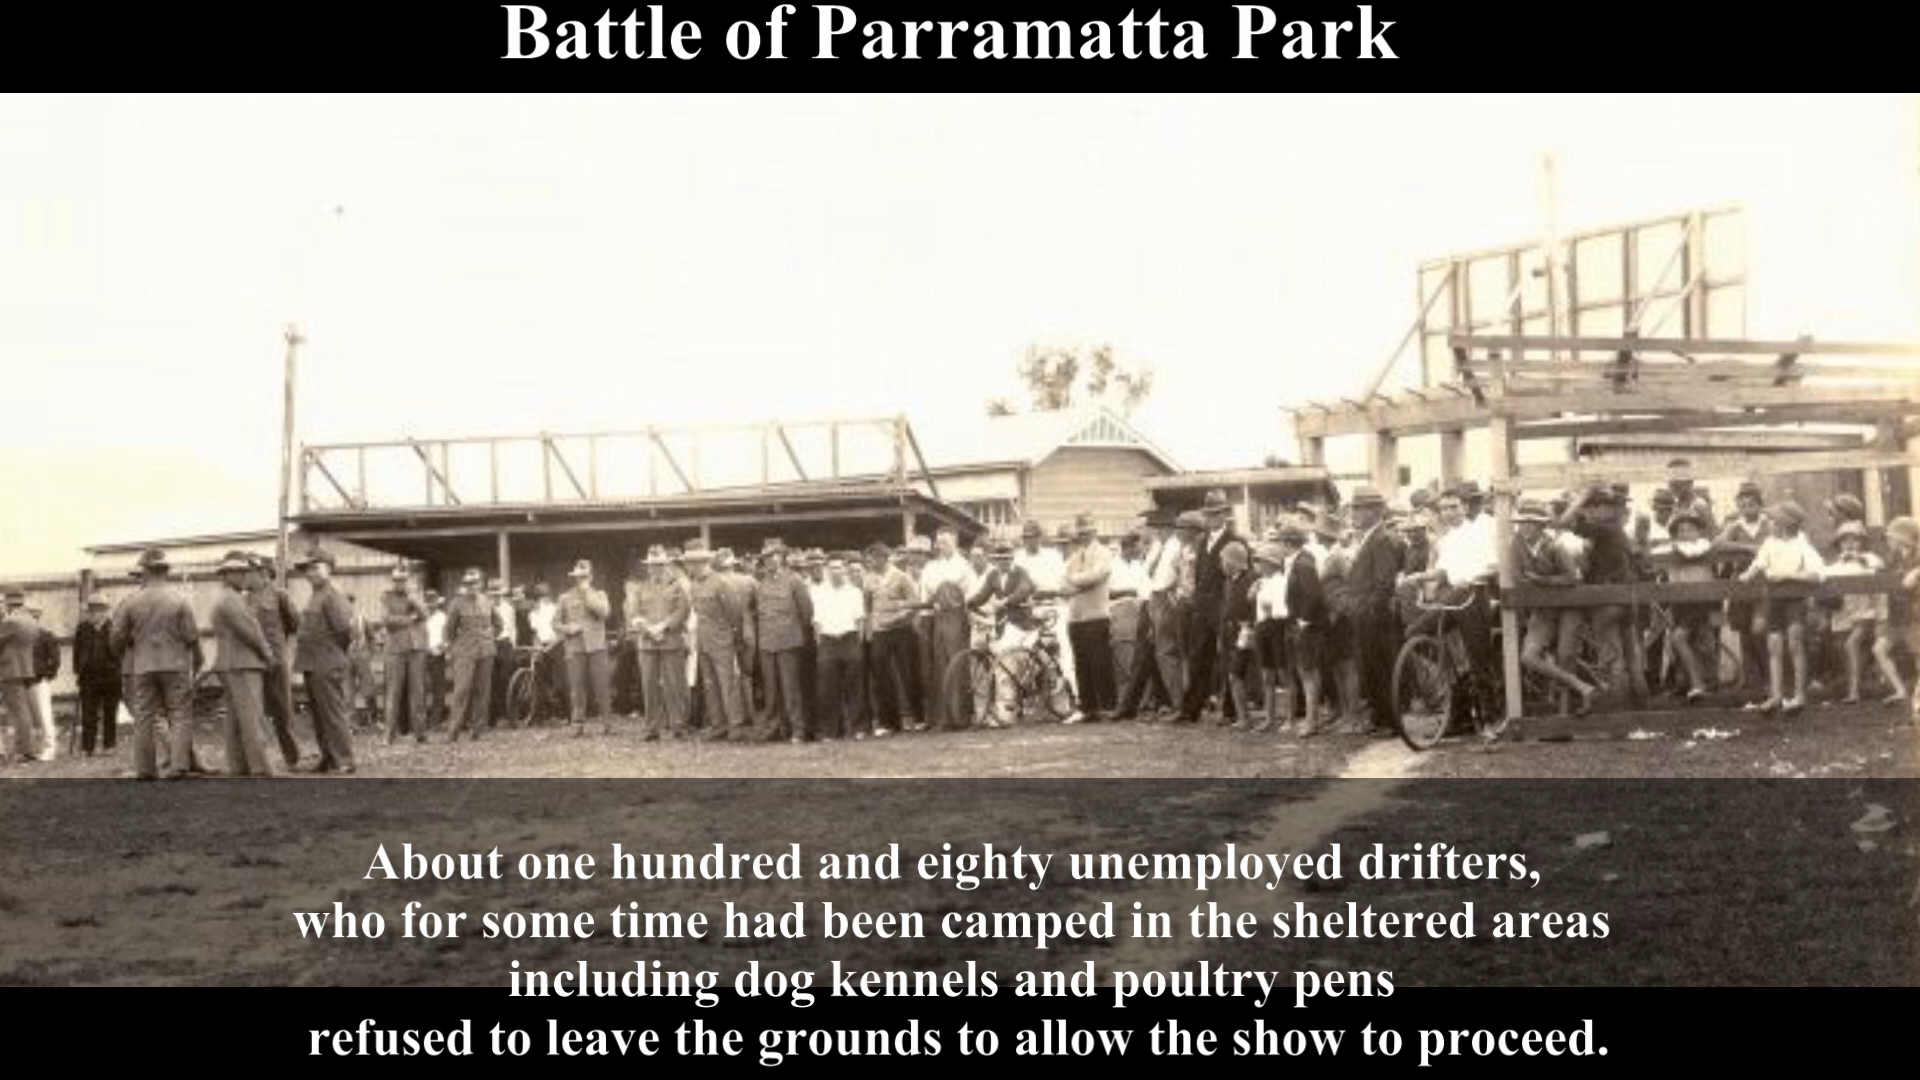 Battle of Parramatta Park
About one hundred and eighty unemployed drifters,
who for some time had been camped in the sheltered areas
including dog kennels and poultry pens
refused to leave the grounds to allow the show to proceed.